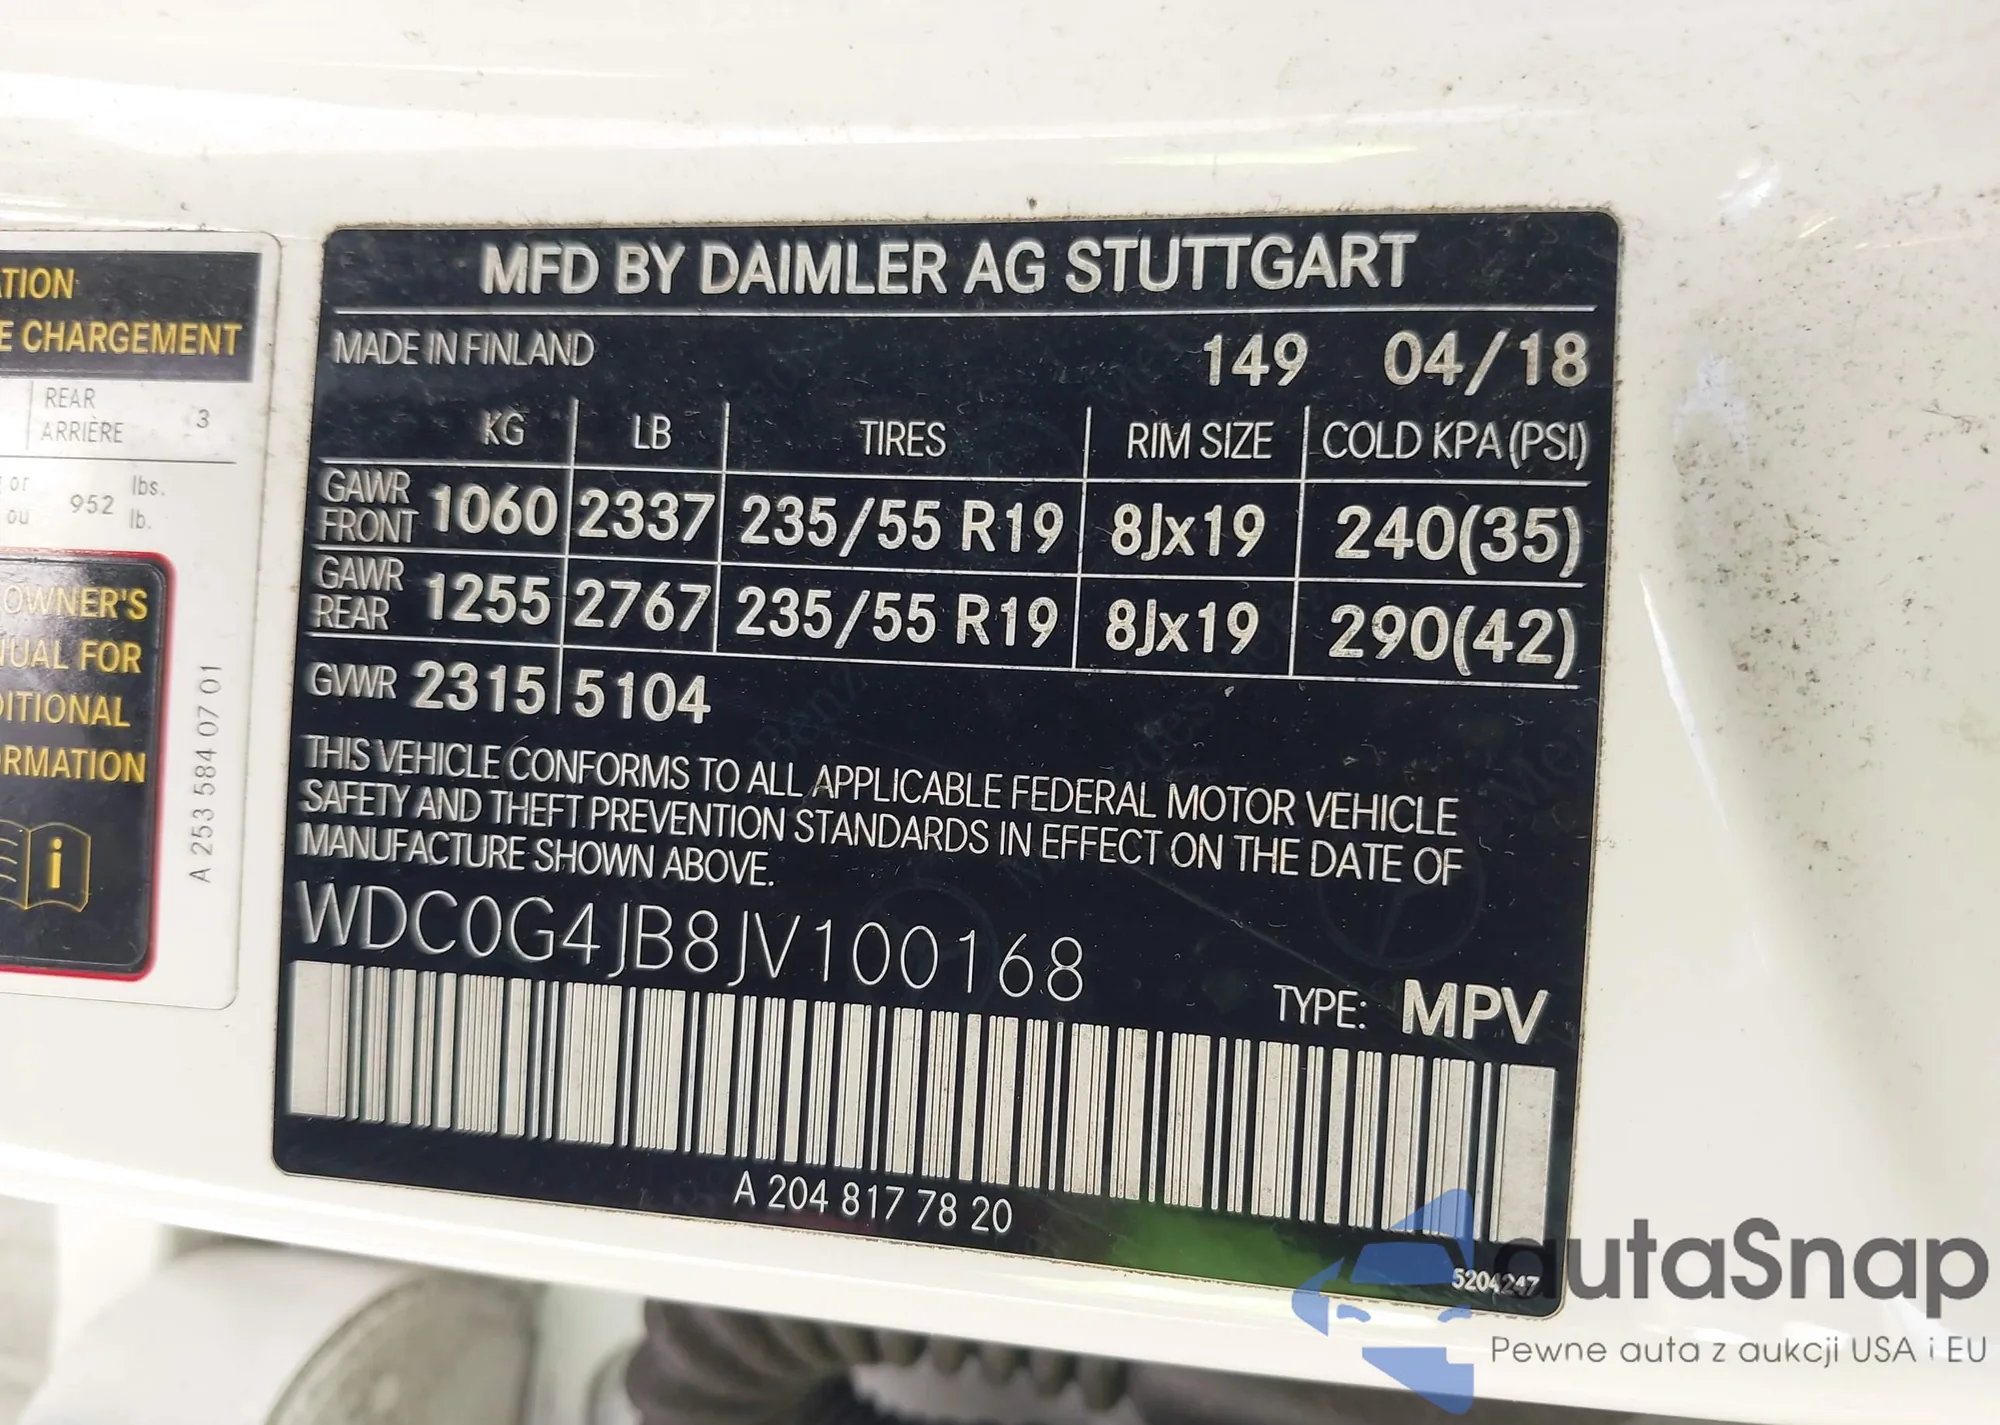 ATION
E CHARGEMENT
REAR
ARRIÈRE
3
or
ou
952
lbs.
lb.
OWNER'S
NUAL FOR
DITIONAL
ORMATION
i
A 253 584 07 01
MFD BY DAIMLER AG STUTTGART
MADE IN FINLAND 149 04/18
KG LB TIRES RIM SIZE COLD KPA (PSI)
GAWR FRONT 1060 2337 235/55 R19 8Jx19 240(35)
GAWR REAR 1255 2767 235/55 R19 8Jx19 290(42)
GVWR 2315 5104
THIS VEHICLE CONFORMS TO ALL APPLICABLE FEDERAL MOTOR VEHICLE
SAFETY AND THEFT PREVENTION STANDARDS IN EFFECT ON THE DATE OF
MANUFACTURE SHOWN ABOVE.
WDC0G4JB8JV100168
TYPE: MPV
A 204 817 78 20
5204247
autaSnap
Pewne auta z aukcji USA i EU